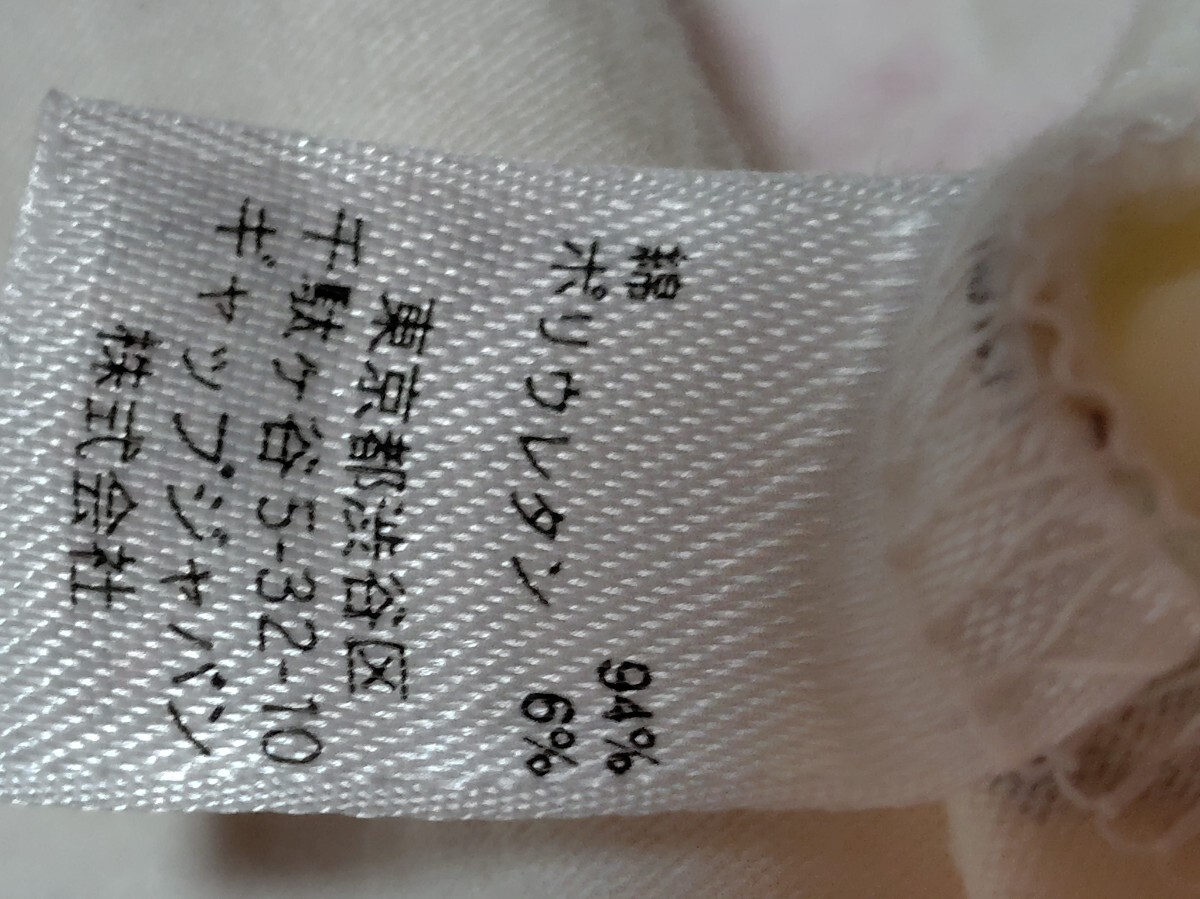 綿 94%
ポリウレタン 6%
東京都渋谷区
千駄ヶ谷5-32-10
ギャップジャパン
株式会社